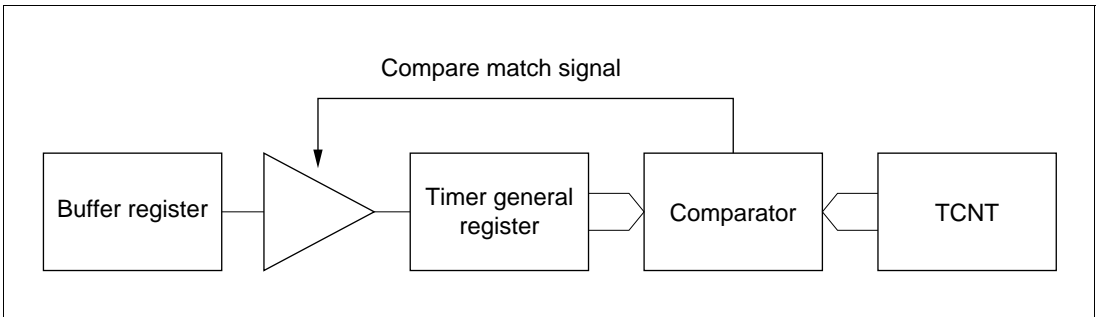 Compare match signal
Buffer register
Timer general
register
Comparator
TCNT